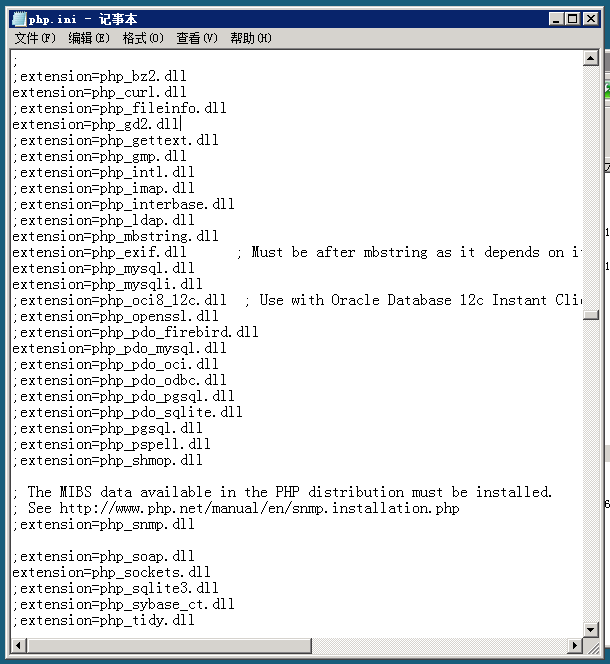 php.ini - 记事本
文件(F) 编辑(E) 格式(O) 查看(V) 帮助(H)
;
;extension=php_bz2.dll
extension=php_curl.dll
;extension=php_fileinfo.dll
extension=php_gd2.dll
;extension=php_gettext.dll
;extension=php_gmp.dll
;extension=php_intl.dll
;extension=php_imap.dll
;extension=php_interbase.dll
;extension=php_ldap.dll
extension=php_mbstring.dll
extension=php_exif.dll      ; Must be after mbstring as it depends on it
extension=php_mysql.dll
extension=php_mysqli.dll
;extension=php_oci8_12c.dll  ; Use with Oracle Database 12c Instant Clie
;extension=php_openssl.dll
;extension=php_pdo_firebird.dll
extension=php_pdo_mysql.dll
;extension=php_pdo_oci.dll
;extension=php_pdo_odbc.dll
;extension=php_pdo_pgsql.dll
;extension=php_pdo_sqlite.dll
;extension=php_pgsql.dll
;extension=php_pspell.dll
;extension=php_shmop.dll
; The MIBS data available in the PHP distribution must be installed.
; See http://www.php.net/manual/en/snmp.installation.php
;extension=php_snmp.dll
;extension=php_soap.dll
extension=php_sockets.dll
;extension=php_sqlite3.dll
;extension=php_sybase_ct.dll
;extension=php_tidy.dll